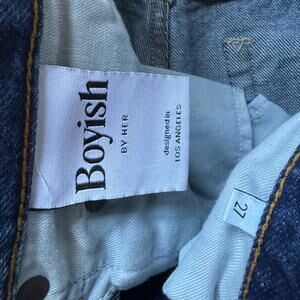 Boyish
BY HER
designed in
LOS ANGELES
27